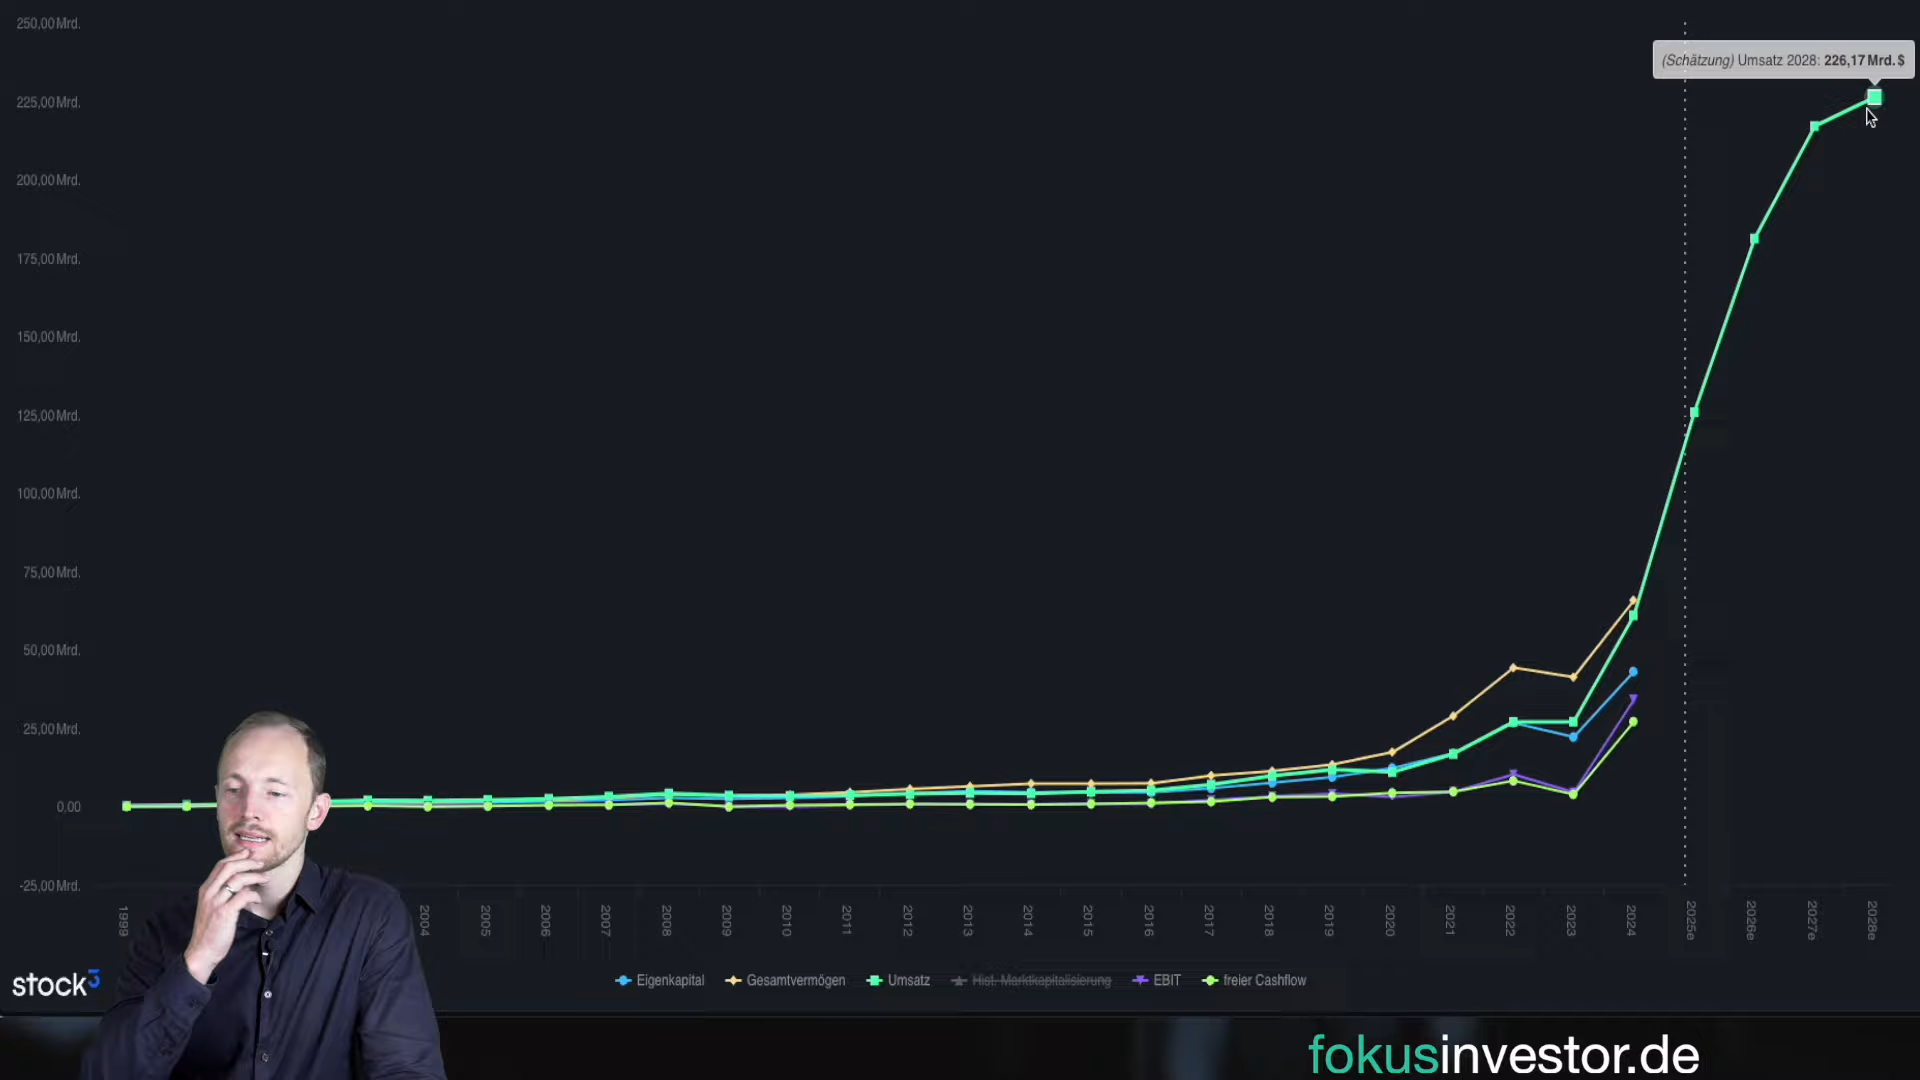 250,00 Mrd.
(Schätzung) Umsatz 2028: 226,17 Mrd. $
225,00 Mrd.
200,00 Mrd.
175,00 Mrd.
150,00 Mrd.
125,00 Mrd.
100,00 Mrd.
75,00 Mrd.
50,00 Mrd.
25,00 Mrd.
0,00
-25,00 Mrd.
1999 2004 2005 2006 2007 2008 2009 2010 2011 2012 2013 2014 2015 2016 2017 2018 2019 2020 2021 2022 2023 2024 2025e 2026e 2027e 2028e
stock3
Eigenkapital Gesamtvermögen Umsatz Hist. Marktkapitalisierung EBIT freier Cashflow
fokusinvestor.de